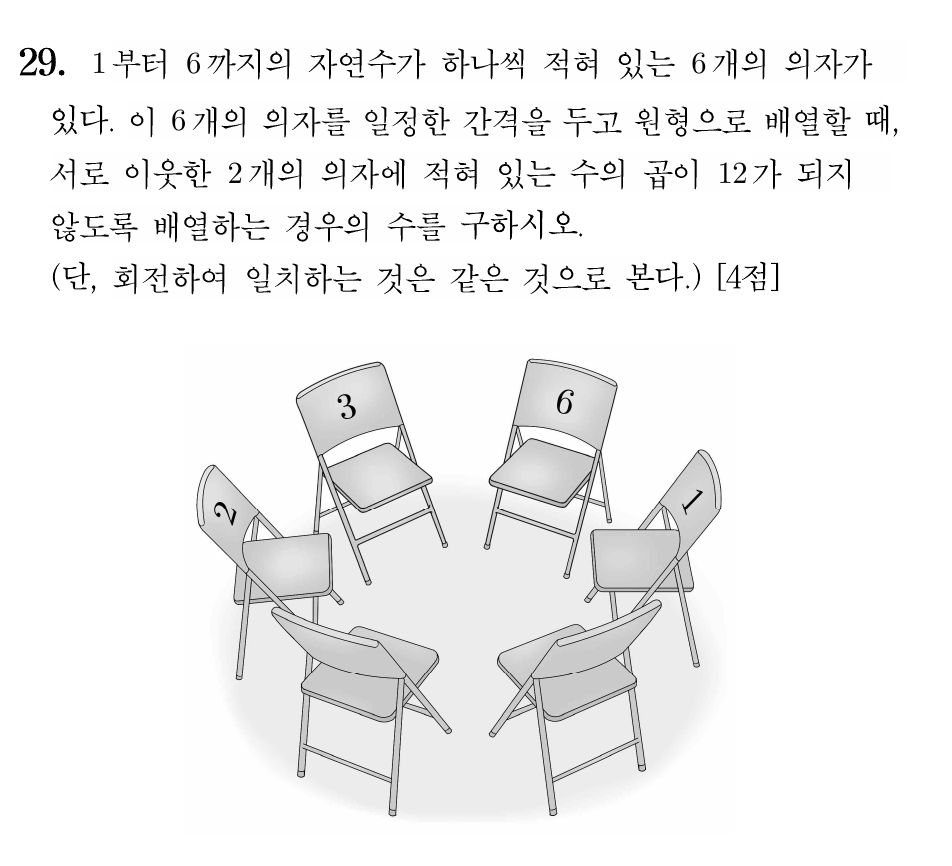 29. 1부터 6까지의 자연수가 하나씩 적혀 있는 6개의 의자가
있다. 이 6개의 의자를 일정한 간격을 두고 원형으로 배열할 때,
서로 이웃한 2개의 의자에 적혀 있는 수의 곱이 12가 되지
않도록 배열하는 경우의 수를 구하시오.
(단, 회전하여 일치하는 것은 같은 것으로 본다.) [4점]
3
6
2
1